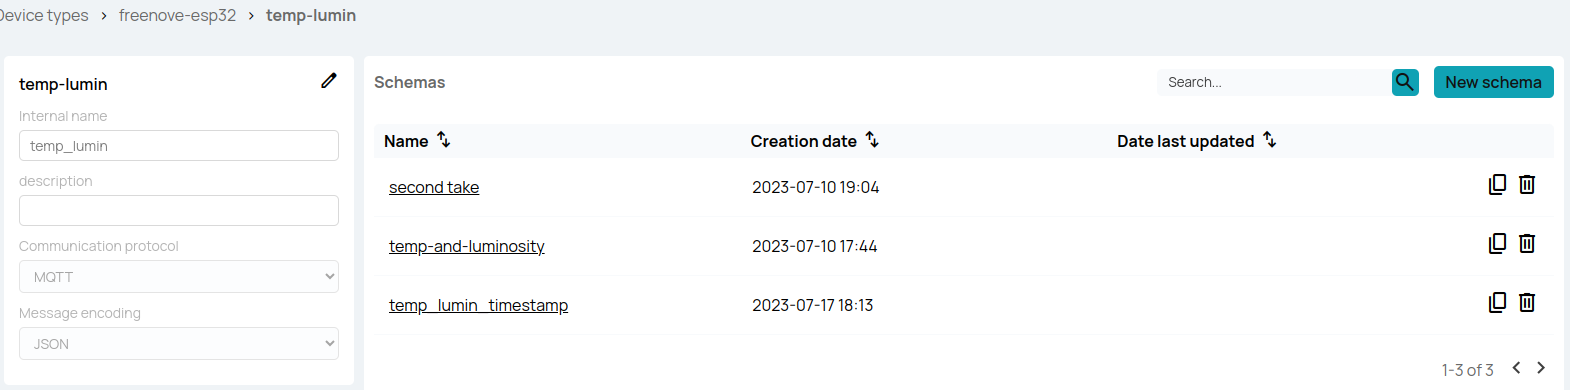 Device types > freenove-esp32 > temp-lumin
temp-lumin
Internal name
temp_lumin
description
Communication protocol
MQTT
Message encoding
JSON
Schemas
Search...
New schema
Name Creation date Date last updated
second take 2023-07-10 19:04
temp-and-luminosity 2023-07-10 17:44
temp_lumin_timestamp 2023-07-17 18:13
1-3 of 3